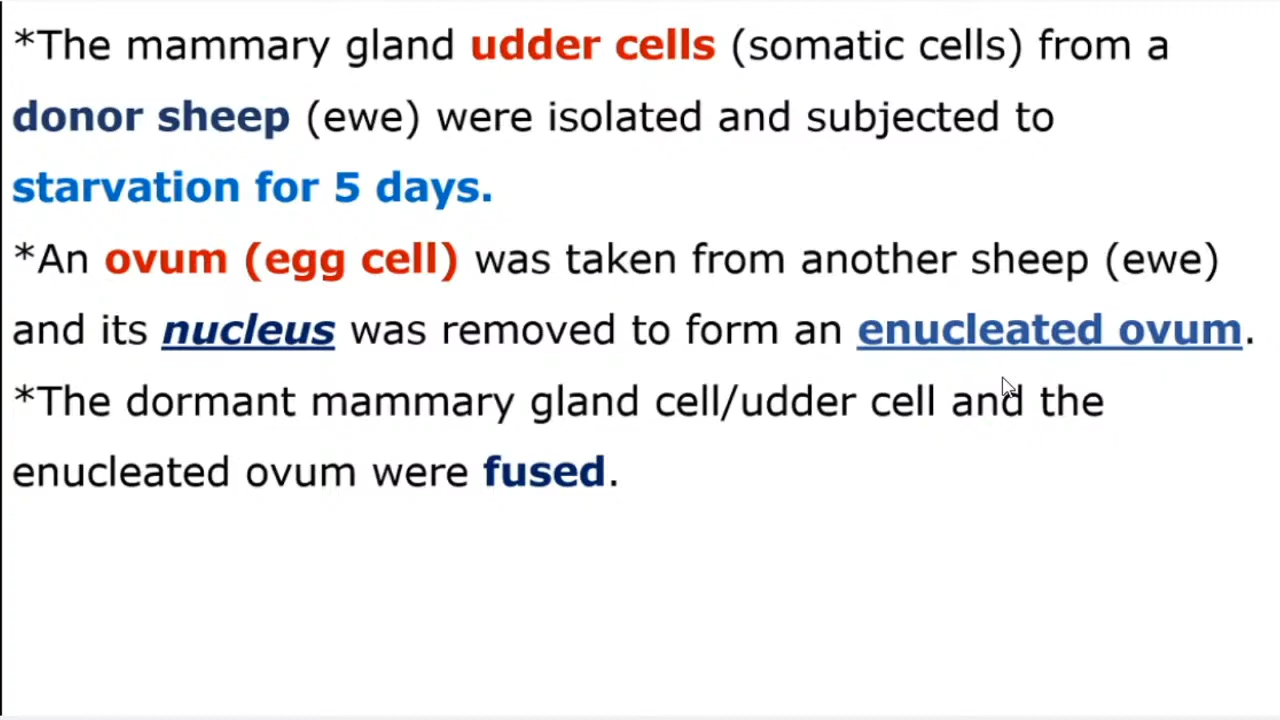 *The mammary gland udder cells (somatic cells) from a
donor sheep (ewe) were isolated and subjected to
starvation for 5 days.
*An ovum (egg cell) was taken from another sheep (ewe)
and its nucleus was removed to form an enucleated ovum.
*The dormant mammary gland cell/udder cell and the
enucleated ovum were fused.